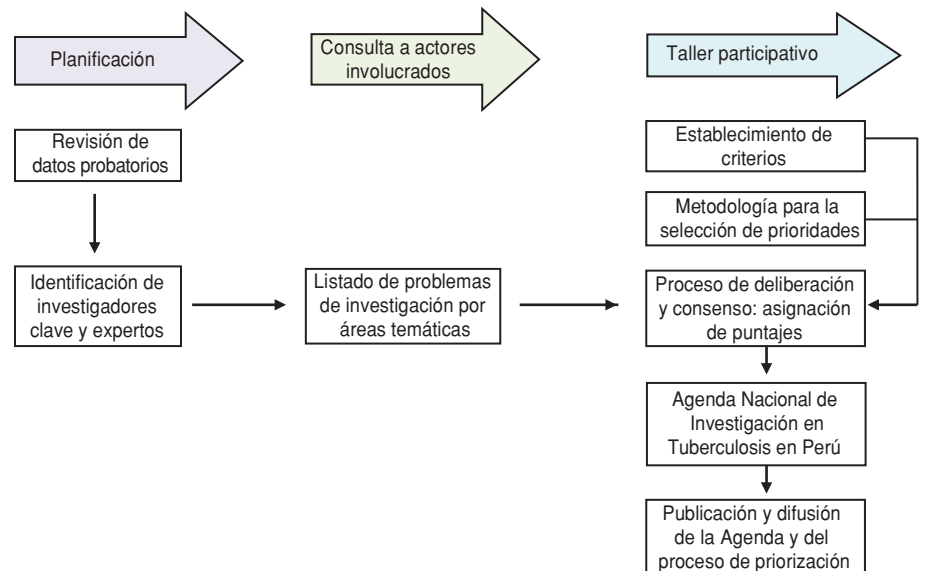 Planificación
Consulta a actores
involucrados
Taller participativo
Revisión de
datos probatorios
Identificación de
investigadores
clave y expertos
Listado de problemas
de investigación por
áreas temáticas
Establecimiento de
criterios
Metodología para la
selección de prioridades
Proceso de deliberación
y consenso: asignación
de puntajes
Agenda Nacional de
Investigación en
Tuberculosis en Perú
Publicación y difusión
de la Agenda y del
proceso de priorización